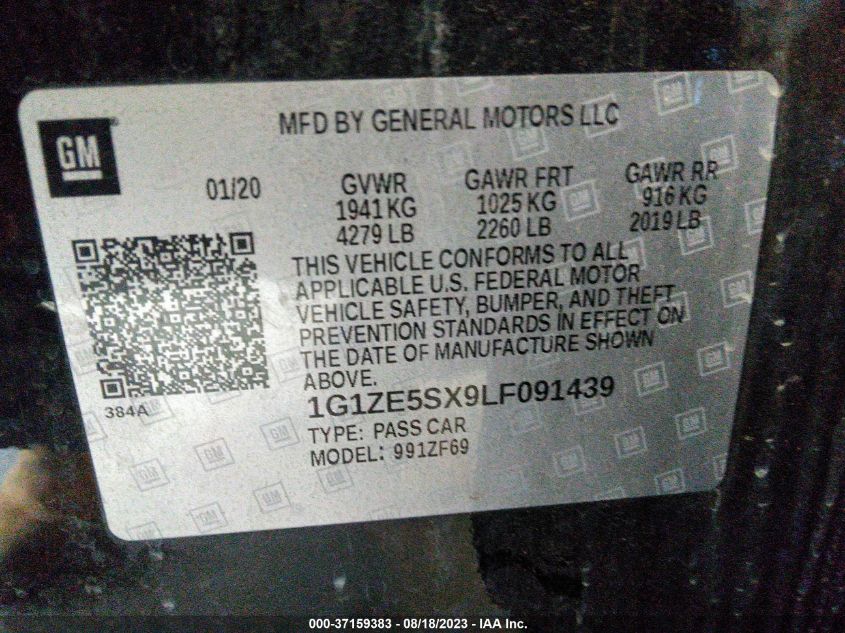 MFD BY GENERAL MOTORS LLC
GM
01/20
GVWR GAWR FRT GAWR RR
1941 KG 1025 KG 916 KG
4279 LB 2260 LB 2019 LB
THIS VEHICLE CONFORMS TO ALL
APPLICABLE U.S. FEDERAL MOTOR
VEHICLE SAFETY, BUMPER, AND THEFT
PREVENTION STANDARDS IN EFFECT ON
THE DATE OF MANUFACTURE SHOWN
ABOVE.
384A
1G1ZE5SX9LF091439
TYPE: PASS CAR
MODEL: 991ZF69
000-37159383 - 08/18/2023 - IAA Inc.